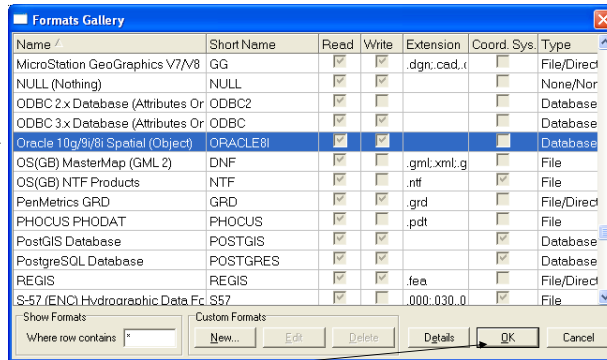 Formats Gallery
Name Short Name Read Write Extension Coord. Sys. Type
MicroStation GeoGraphics V7/V8 GG .dgn;.cad,.( File/Direct
NULL (Nothing) NULL None/Nor
ODBC 2.x Database (Attributes Or ODBC2 Database
ODBC 3.x Database (Attributes Or ODBC Database
Oracle 10g/9i/8i Spatial (Object) ORACLE8I Database
OS(GB) MasterMap (GML 2) DNF .gml;.xml;.g File
OS(GB) NTF Products NTF .ntf File
PenMetrics GRD GRD .grd File/Direct
PHOCUS PHODAT PHOCUS .pdt File
PostGIS Database POSTGIS Database
PostgreSQL Database POSTGRES Database
REGIS REGIS .fea File/Direct
S-57 (ENC) Hydrographic Data Fc S57 .000;.030,.0 File
Show Formats Custom Formats
Where row contains * New... Edit Delete Details OK Cancel